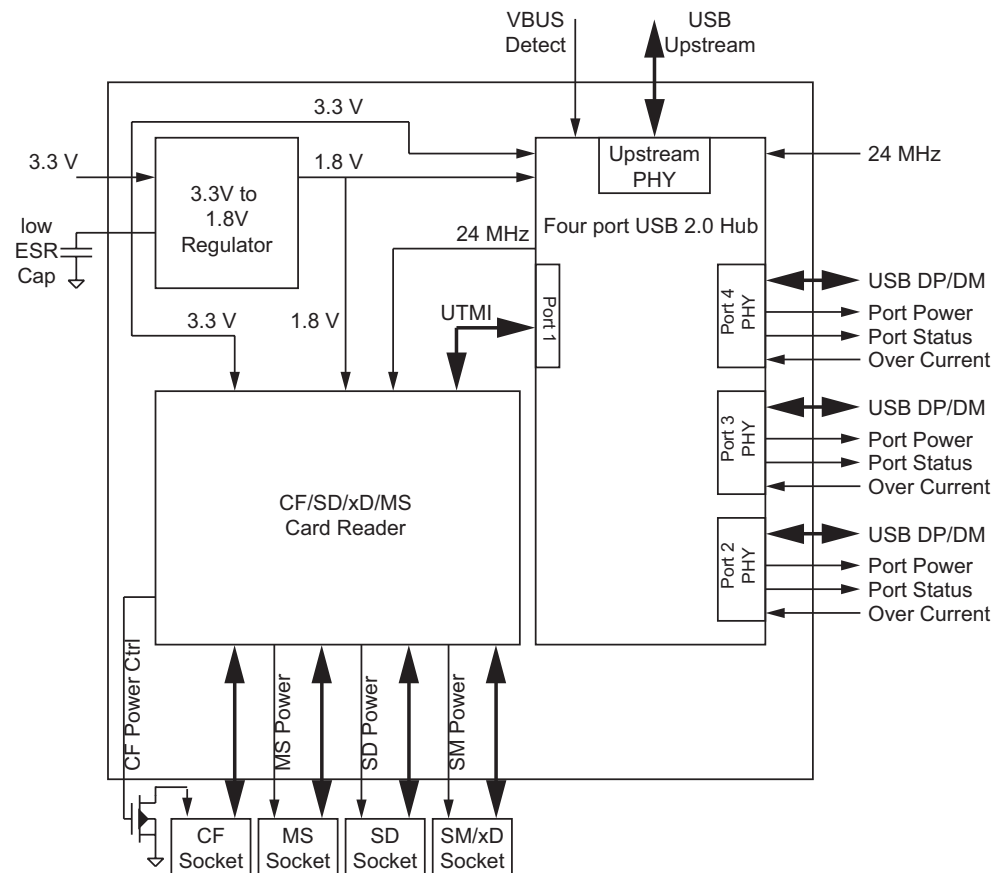 VBUS
Detect
USB
Upstream
3.3 V
3.3 V
1.8 V
3.3V to
1.8V
Regulator
low
ESR
Cap
Upstream
PHY
24 MHz
Four port USB 2.0 Hub
24 MHz
3.3 V
1.8 V
UTMI
Port 1
Port 4
PHY
USB DP/DM
Port Power
Port Status
Over Current
Port 3
PHY
USB DP/DM
Port Power
Port Status
Over Current
Port 2
PHY
USB DP/DM
Port Power
Port Status
Over Current
CF/SD/xD/MS
Card Reader
CF Power Ctrl
MS Power
SD Power
SM Power
CF
Socket
MS
Socket
SD
Socket
SM/xD
Socket